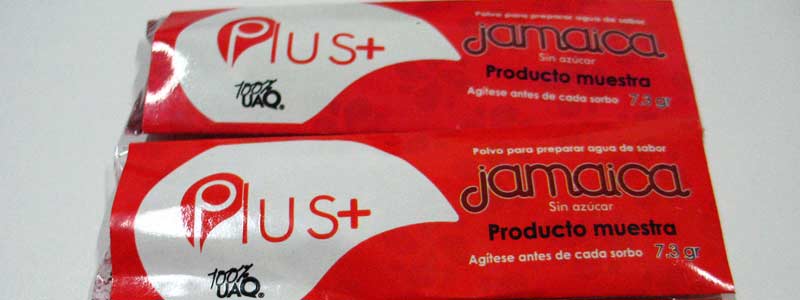 Plus+
100%
UAQ®
Polvo para preparar agua de sabor
jamaica
Sin azúcar
Producto muestra
Agítese antes de cada sorbo 7.3 gr
Plus+
100%
UAQ®
Polvo para preparar agua de sabor
jamaica
Sin azúcar
Producto muestra
Agítese antes de cada sorbo 7.3 gr